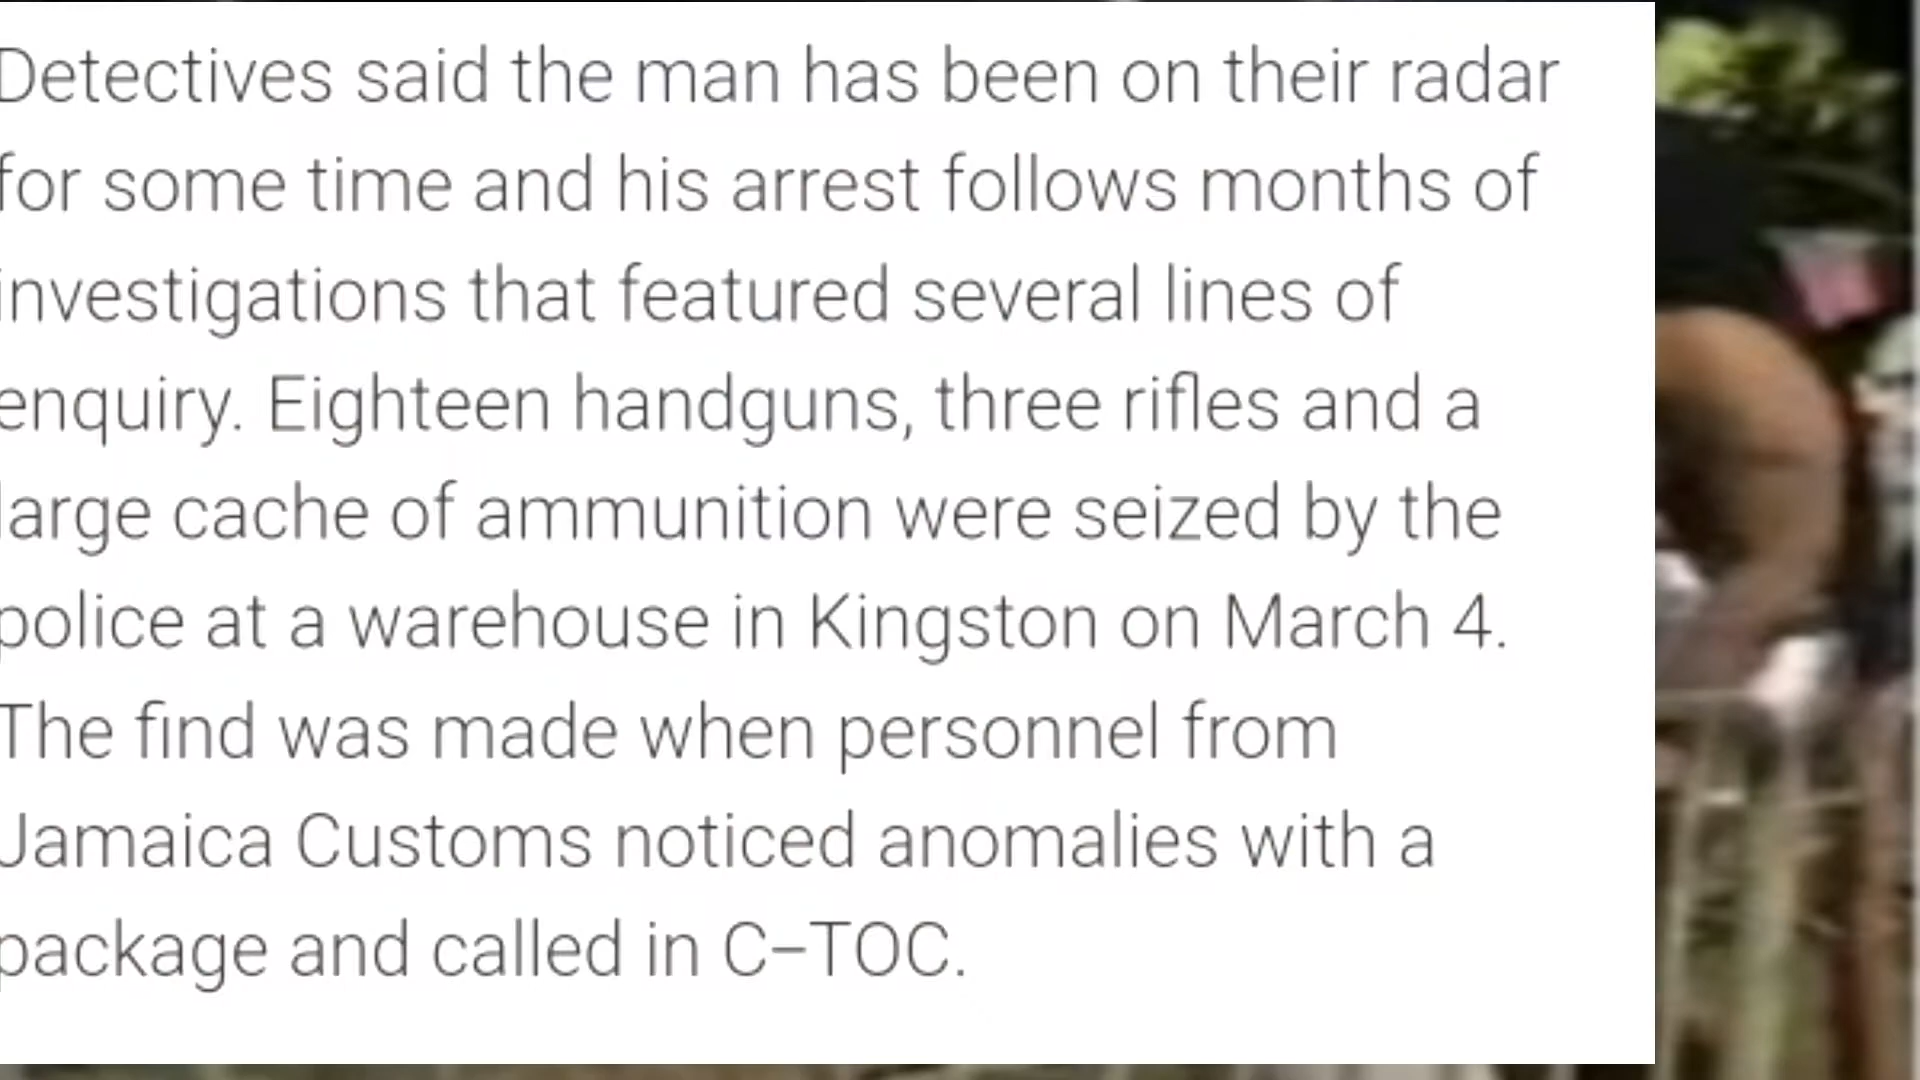 Detectives said the man has been on their radar
for some time and his arrest follows months of
investigations that featured several lines of
enquiry. Eighteen handguns, three rifles and a
large cache of ammunition were seized by the
police at a warehouse in Kingston on March 4.
The find was made when personnel from
Jamaica Customs noticed anomalies with a
package and called in C–TOC.